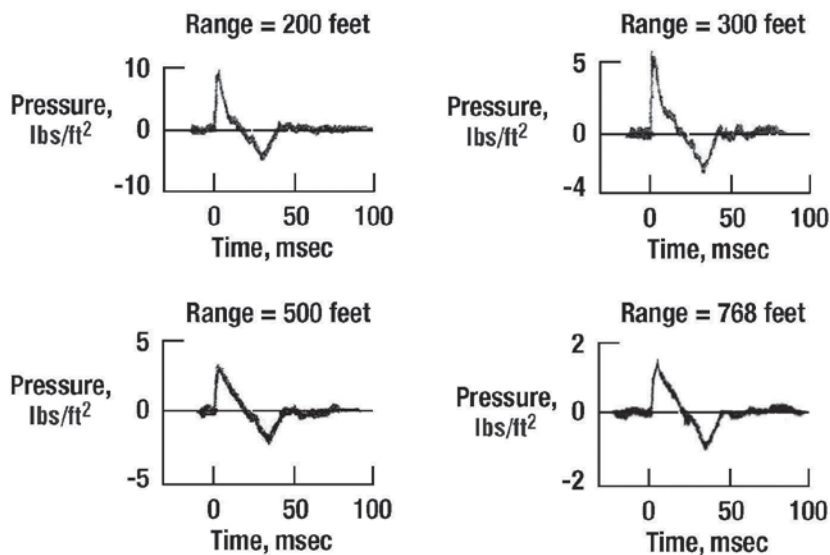 Range = 200 feet
10
Pressure,
lbs/ft²
0
-10
0 50 100
Time, msec
Range = 300 feet
5
Pressure,
lbs/ft²
0
-4
0 50 100
Time, msec
Range = 500 feet
5
Pressure,
lbs/ft²
0
-5
0 50 100
Time, msec
Range = 768 feet
2
Pressure,
lbs/ft²
0
-2
0 50 100
Time, msec